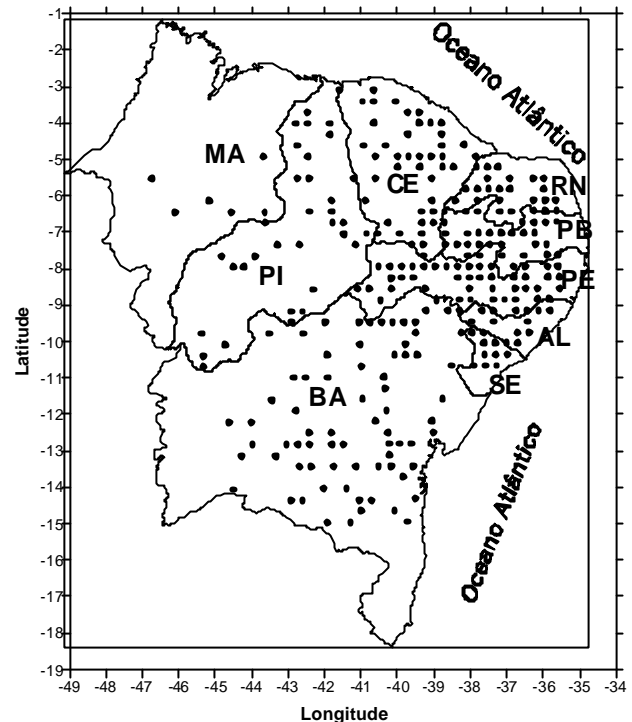 -1
-2
-3
-4
-5
-6
-7
-8
-9
-10
-11
-12
-13
-14
-15
-16
-17
-18
-19
Latitude
Oceano Atlântico
MA
CE
RN
PB
PI
PE
AL
SE
BA
Oceano Atlântico
-49 -48 -47 -46 -45 -44 -43 -42 -41 -40 -39 -38 -37 -36 -35 -34
Longitude